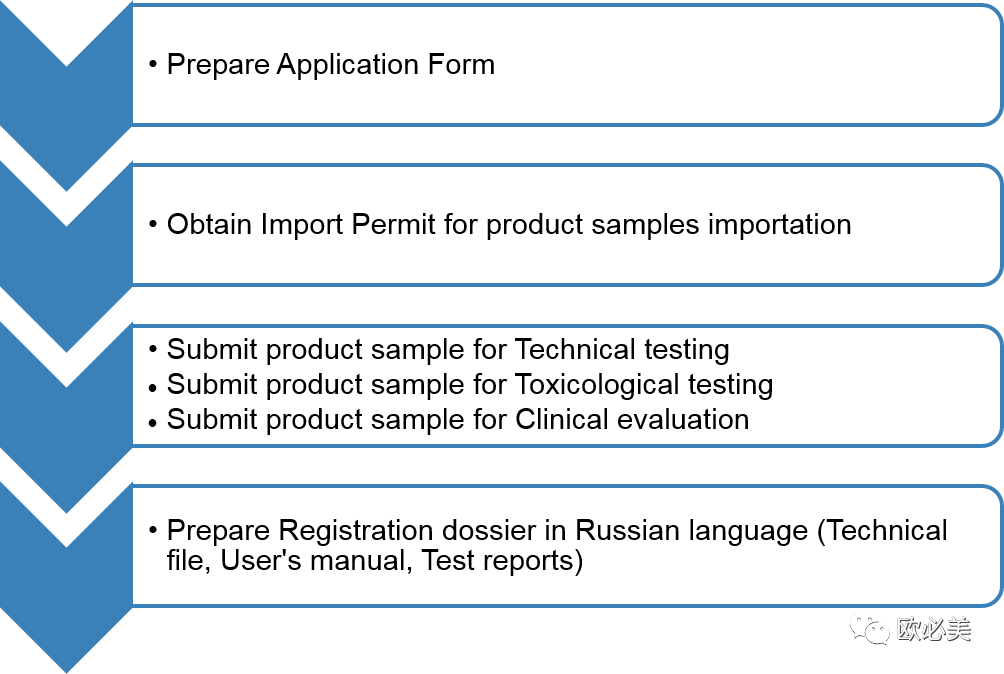 • Prepare Application Form
• Obtain Import Permit for product samples importation
• Submit product sample for Technical testing
• Submit product sample for Toxicological testing
• Submit product sample for Clinical evaluation
• Prepare Registration dossier in Russian language (Technical
file, User's manual, Test reports)
欧必美